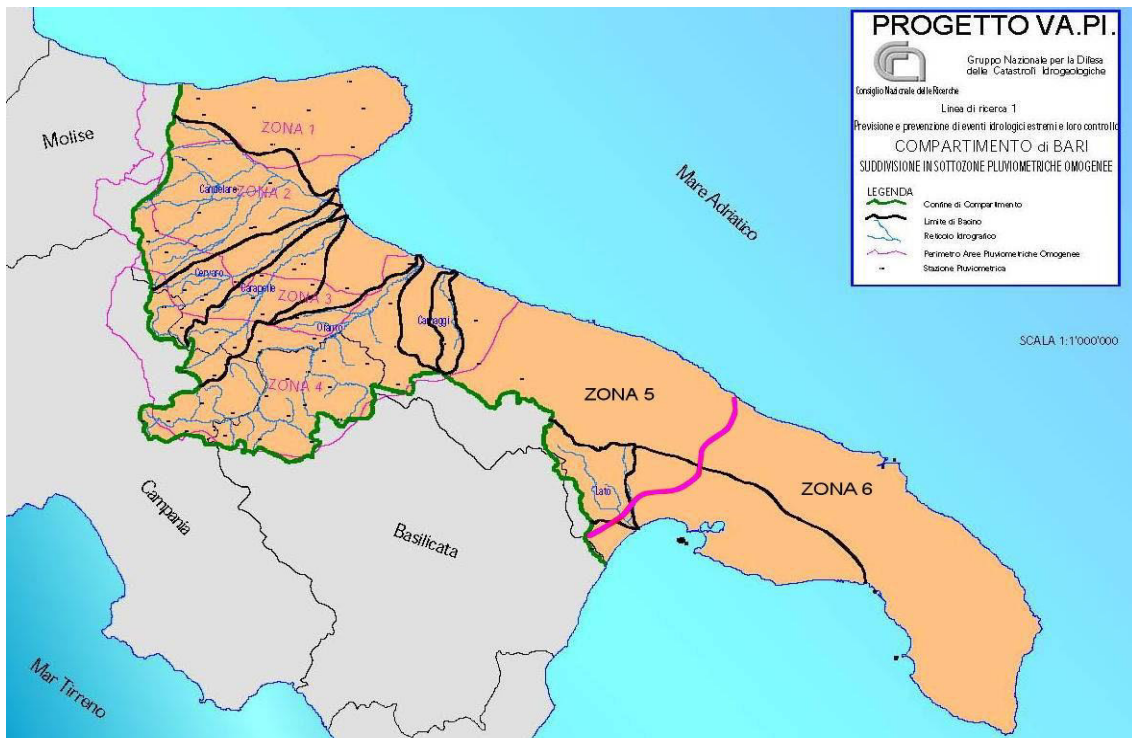 PROGETTO VA.PI.
Gruppo Nazionale per la Difesa
delle Catastrofi Idrogeologiche
Consiglio Nazionale delle Ricerche
Linea di ricerca 1
Previsione e prevenzione di eventi idrologici estremi e loro controllo
COMPARTIMENTO di BARI
SUDDIVISIONE IN SOTTOZONE PLUVIOMETRICHE OMOGENEE
LEGENDA
Confine di Compartimento
Limite di Bacino
Reticolo Idrografico
Perimetro Aree Pluviometriche Omogenee
Stazione Pluviometrica
SCALA 1:1'000'000
Molise
ZONA 1
Candelaro
ZONA 2
Mare Adriatico
Cervaro
Carapelle
ZONA 3
Ofanto
Cannaggi
ZONA 4
ZONA 5
ZONA 6
Lato
Campania
Basilicata
Mar Tirreno